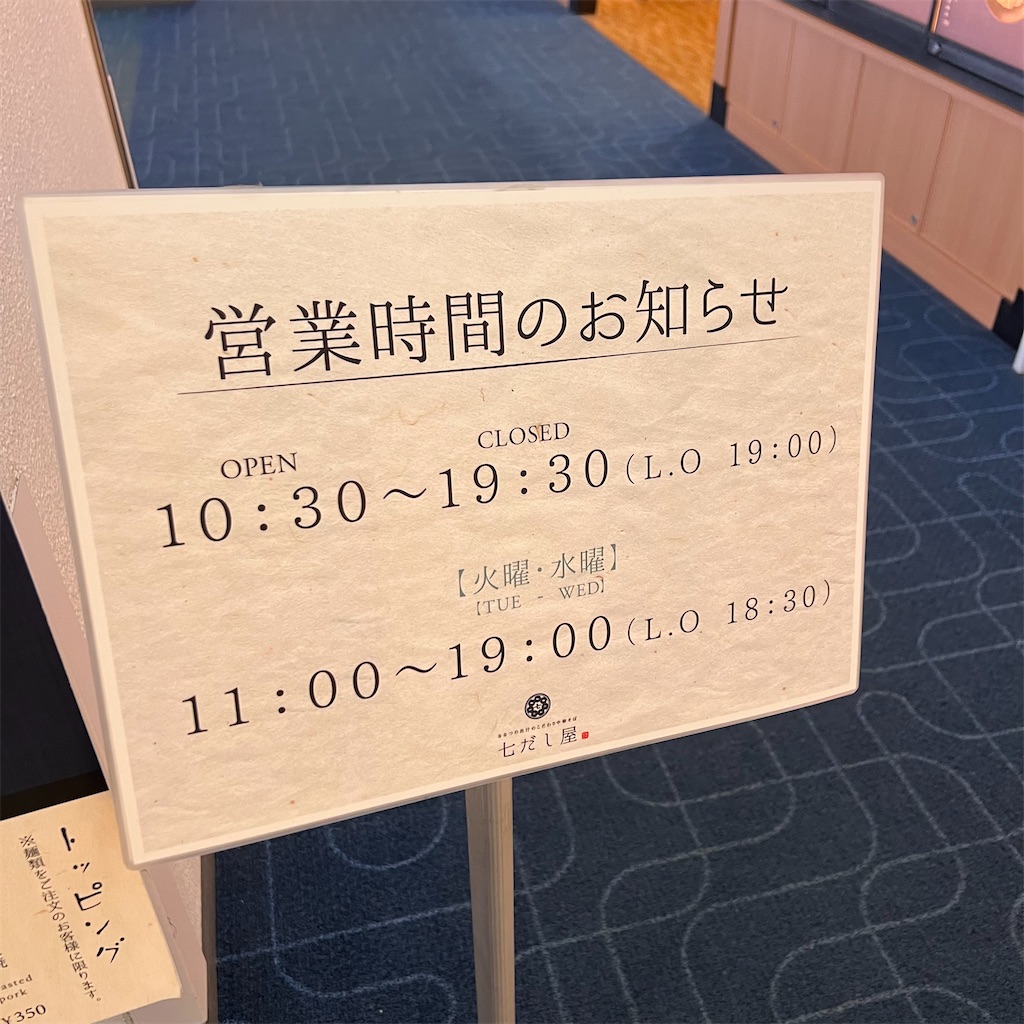 営業時間のお知らせ
OPEN CLOSED
10:30～19:30(L.O 19:00)
【火曜・水曜】
【TUE - WED】
11:00～19:00(L.O 18:30)
七だし屋
トッピング
※麺類をご注文のお客様に限ります。
pork
¥350